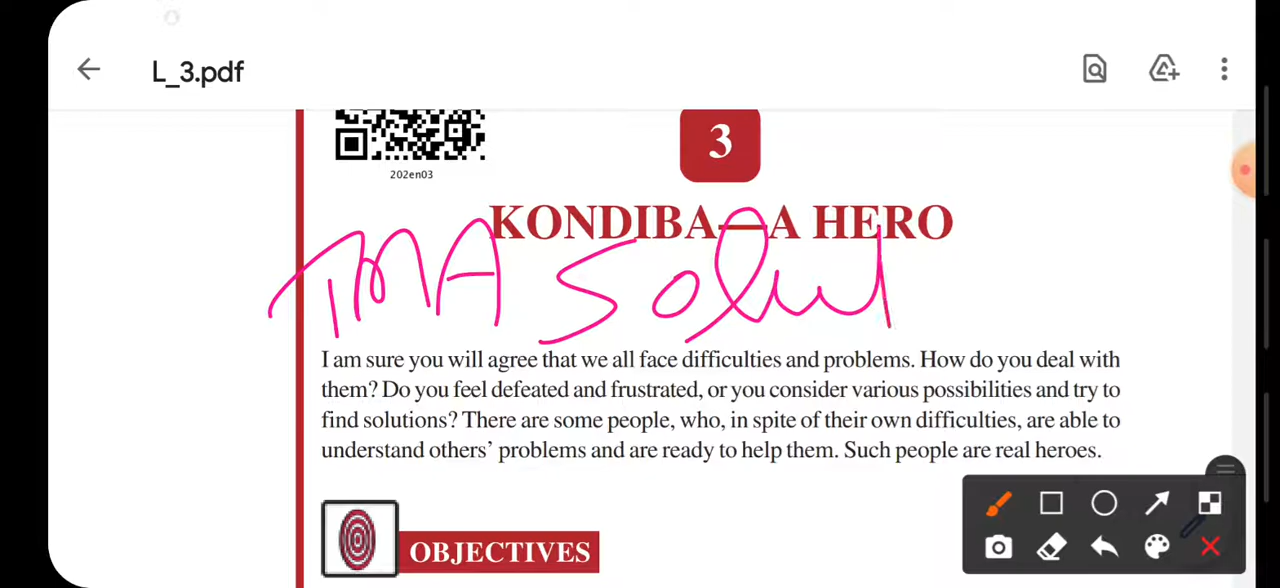 L_3.pdf
3
202en03
KONDIBA—A HERO
TMA Solut
I am sure you will agree that we all face difficulties and problems. How do you deal with
them? Do you feel defeated and frustrated, or you consider various possibilities and try to
find solutions? There are some people, who, in spite of their own difficulties, are able to
understand others' problems and are ready to help them. Such people are real heroes.
OBJECTIVES